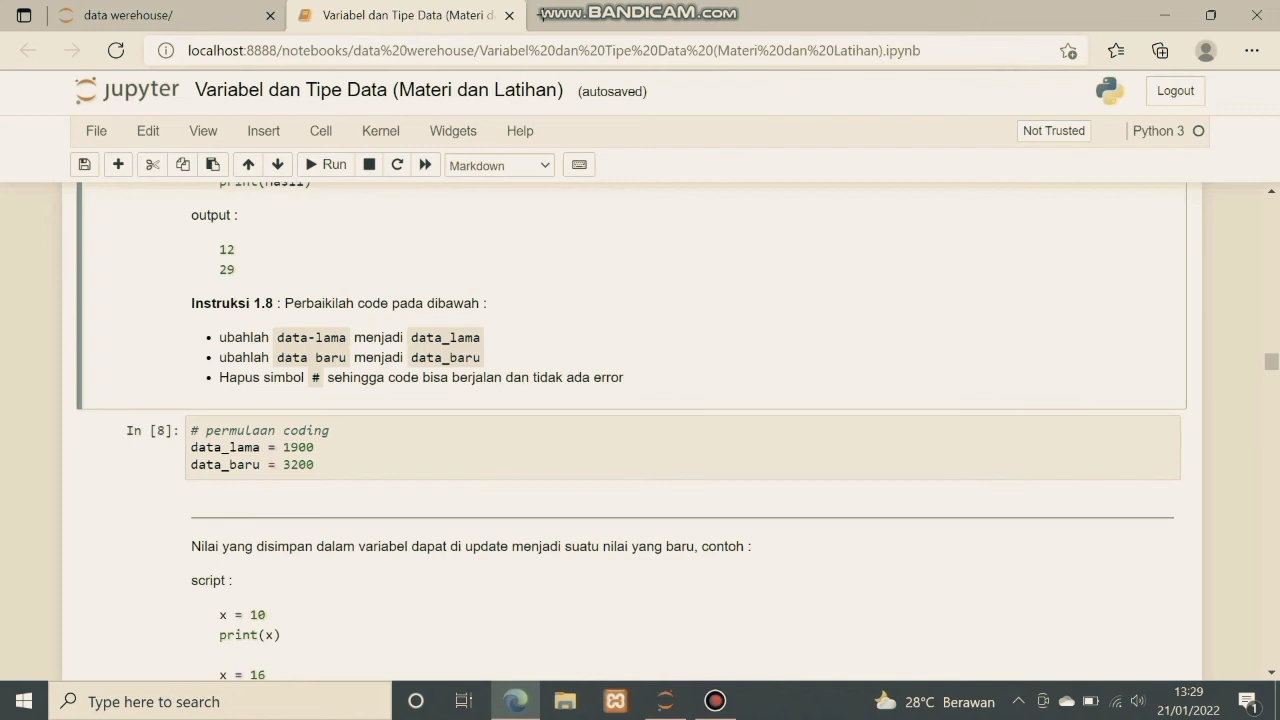 data werehouse/
Variabel dan Tipe Data (Materi d
www.BANDICAM.com
localhost:8888/notebooks/data%20werehouse/Variabel%20dan%20Tipe%20Data%20(Materi%20dan%20Latihan).ipynb
jupyter Variabel dan Tipe Data (Materi dan Latihan) (autosaved)
Logout
File Edit View Insert Cell Kernel Widgets Help
Not Trusted
Python 3
Run
Markdown
print(hasil)
output :
12
29
Instruksi 1.8 : Perbaikilah code pada dibawah :
• ubahlah data-lama menjadi data_lama
• ubahlah data baru menjadi data_baru
• Hapus simbol # sehingga code bisa berjalan dan tidak ada error
In [8]: # permulaan coding
data_lama = 1900
data_baru = 3200
Nilai yang disimpan dalam variabel dapat di update menjadi suatu nilai yang baru, contoh :
script :
x = 10
print(x)
x = 16
Type here to search
28°C Berawan
13:29
21/01/2022
1